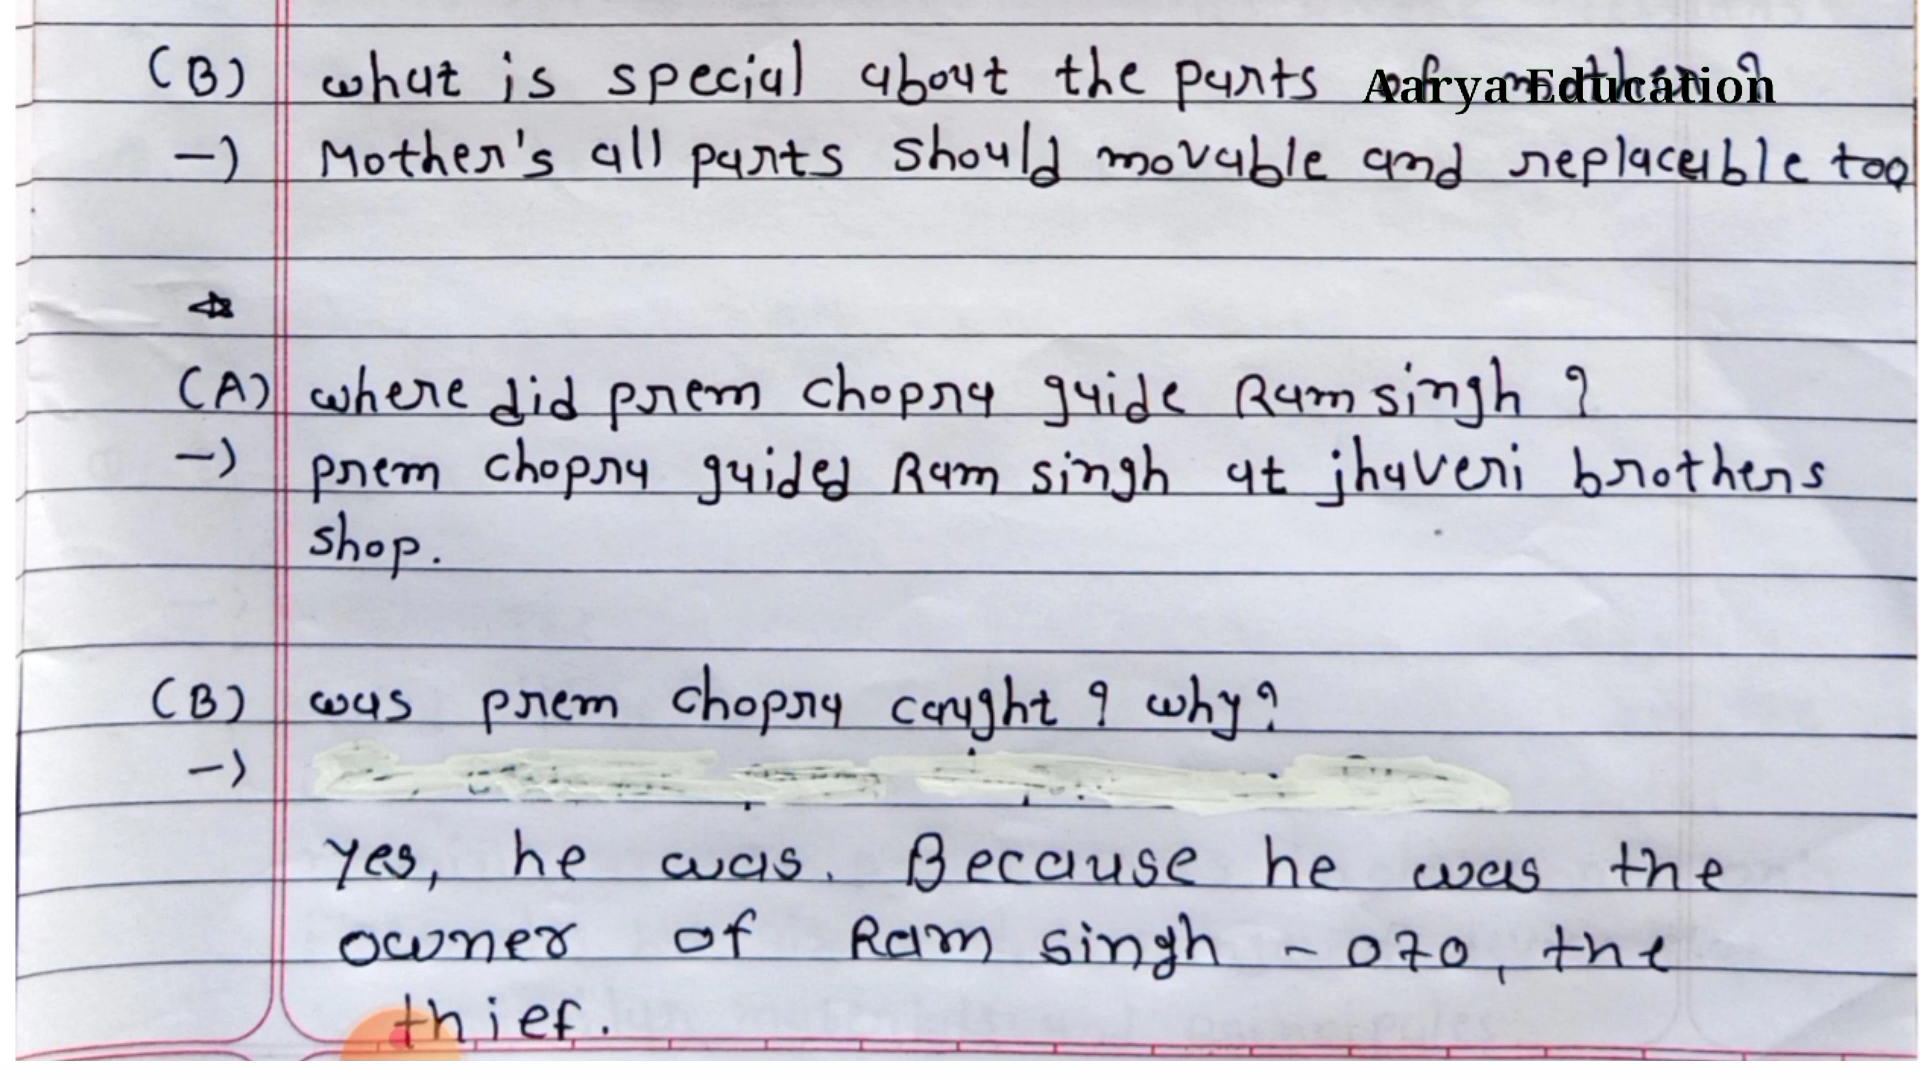 (B) what is special about the parts of mother?
Aarya Education
→ Mother's all parts should movable and replaceable too
(A) where did prem chopra guide Ram singh ?
→ prem chopra guided Ram singh at jhaveri brothers
shop.
(B) was prem chopra caught ? why?
→
Yes, he was. Because he was the
owner of Ram singh - 070, the
thief.